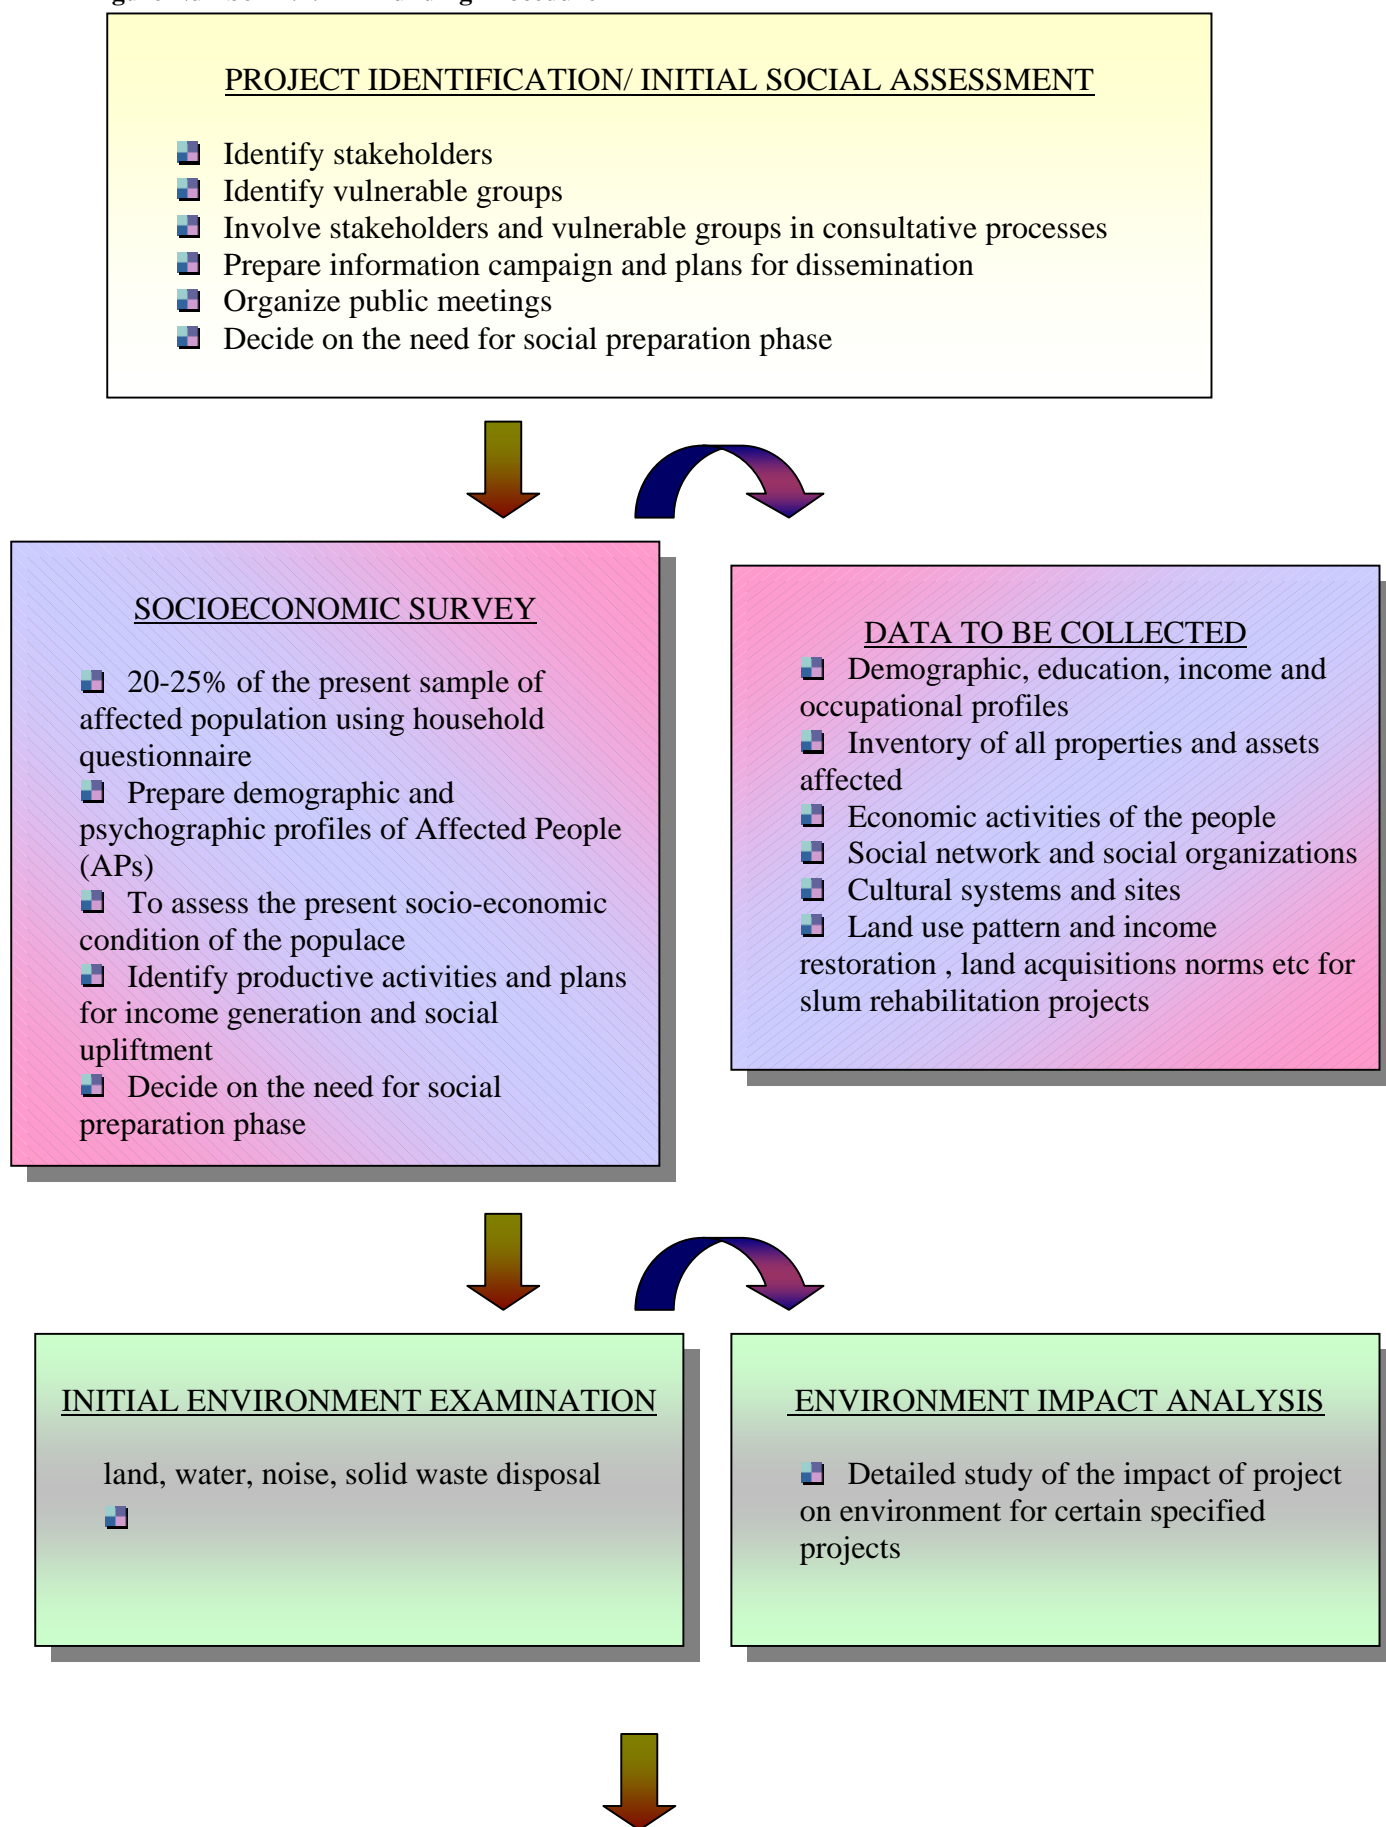 PROJECT IDENTIFICATION/ INITIAL SOCIAL ASSESSMENT
Identify stakeholders
Identify vulnerable groups
Involve stakeholders and vulnerable groups in consultative processes
Prepare information campaign and plans for dissemination
Organize public meetings
Decide on the need for social preparation phase
SOCIOECONOMIC SURVEY
20-25% of the present sample of
affected population using household
questionnaire
Prepare demographic and
psychographic profiles of Affected People
(APs)
To assess the present socio-economic
condition of the populace
Identify productive activities and plans
for income generation and social
upliftment
Decide on the need for social
preparation phase
DATA TO BE COLLECTED
Demographic, education, income and
occupational profiles
Inventory of all properties and assets
affected
Economic activities of the people
Social network and social organizations
Cultural systems and sites
Land use pattern and income
restoration , land acquisitions norms etc for
slum rehabilitation projects
INITIAL ENVIRONMENT EXAMINATION
land, water, noise, solid waste disposal
ENVIRONMENT IMPACT ANALYSIS
Detailed study of the impact of project
on environment for certain specified
projects